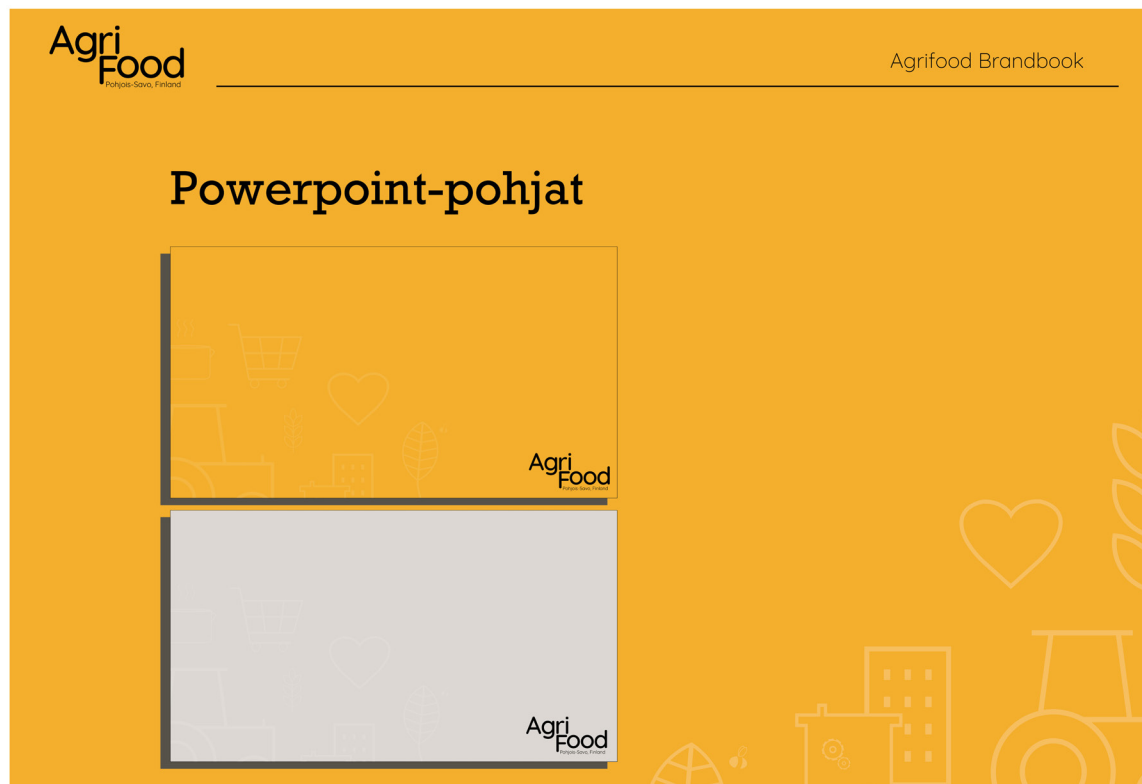 Agri
Food
Pohjois-Savo, Finland
Agrifood Brandbook
Powerpoint-pohjat
Agri
Food
Pohjois-Savo, Finland
Agri
Food
Pohjois-Savo, Finland